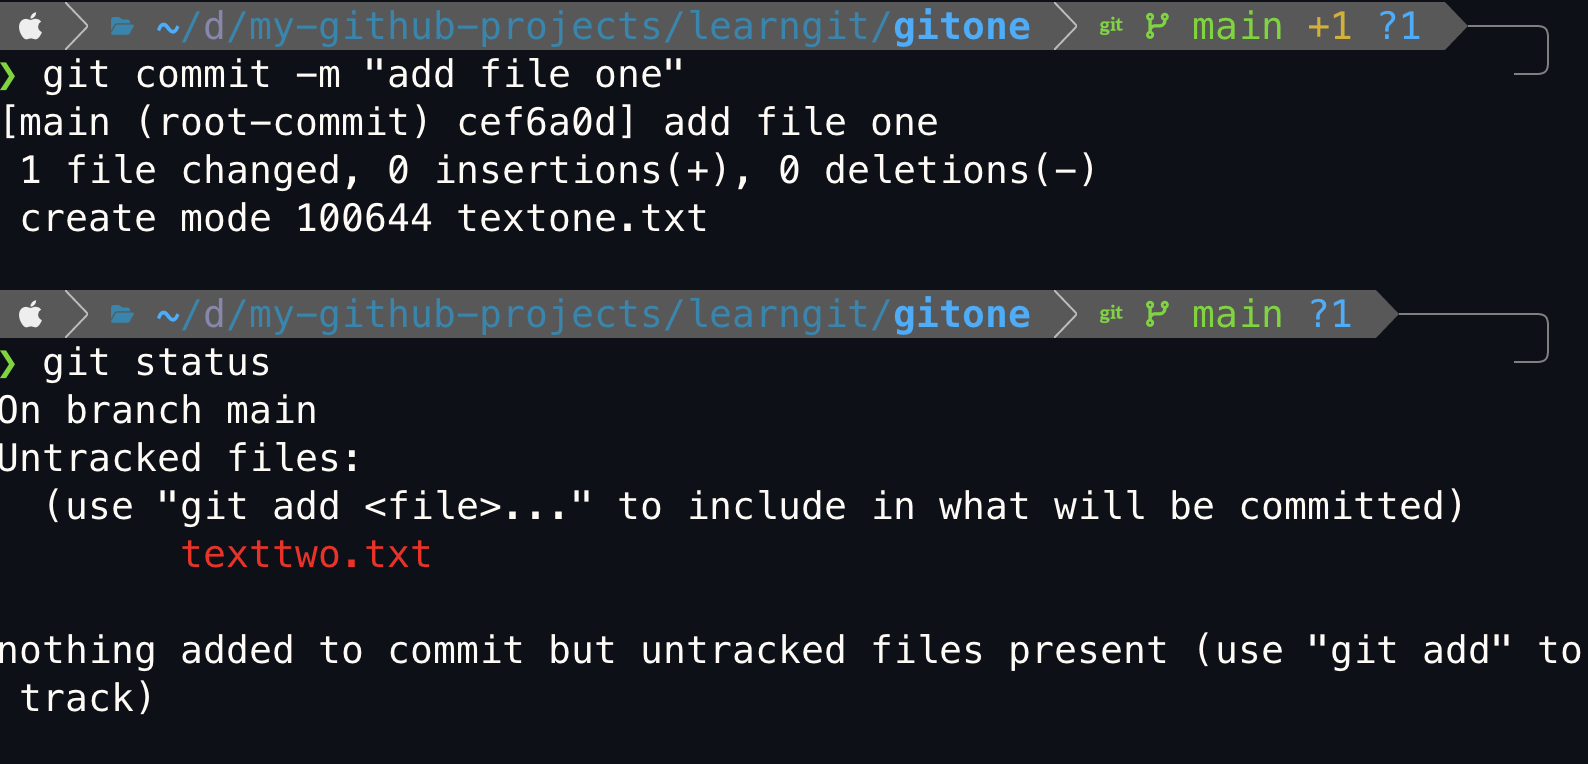 ~/d/my-github-projects/learngit/gitone git main +1 ?1
❯ git commit -m "add file one"
[main (root-commit) cef6a0d] add file one
 1 file changed, 0 insertions(+), 0 deletions(-)
 create mode 100644 textone.txt
~/d/my-github-projects/learngit/gitone git main ?1
❯ git status
On branch main
Untracked files:
  (use "git add <file>..." to include in what will be committed)
        texttwo.txt
nothing added to commit but untracked files present (use "git add" to
 track)